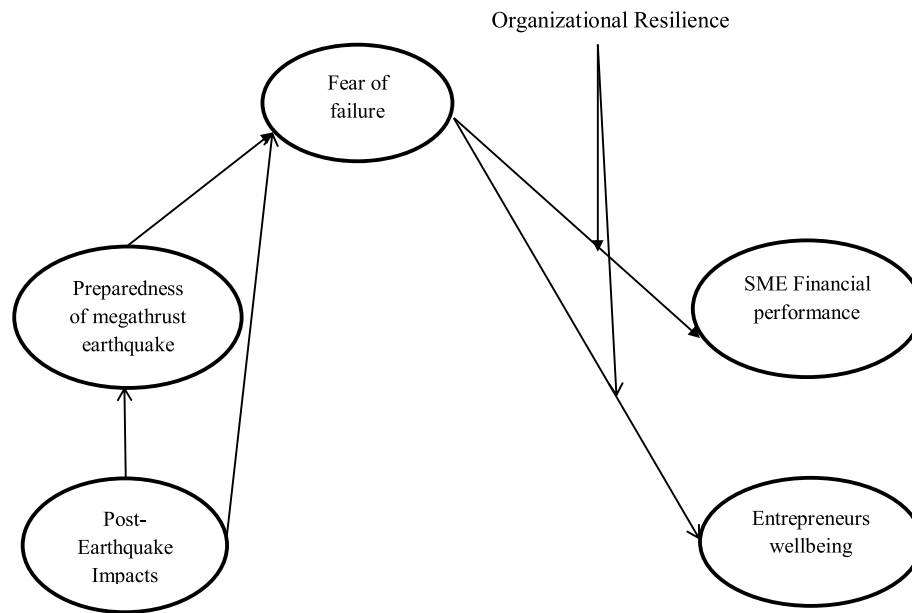 Organizational Resilience
Fear of
failure
Preparedness
of megathrust
earthquake
SME Financial
performance
Post-
Earthquake
Impacts
Entrepreneurs
wellbeing